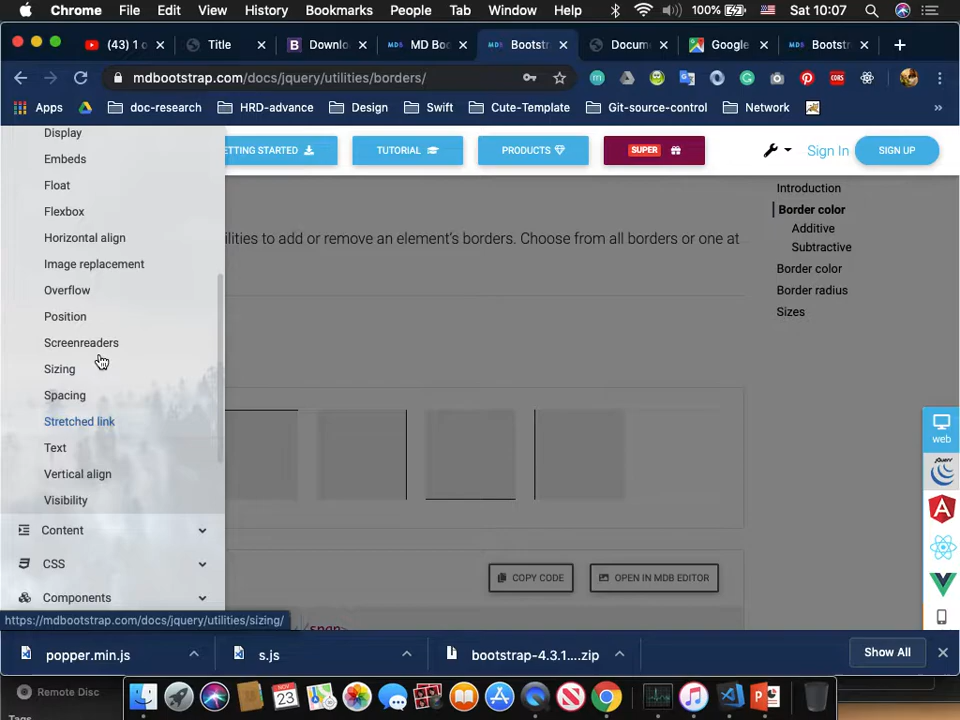 Chrome File Edit View History Bookmarks People Tab Window Help 100% Sat 10:07
(43) 1 o Title Downlo MD Boo Bootst Docum Google Bootstr
mdbootstrap.com/docs/jquery/utilities/borders/
Apps doc-research HRD-advance Design Swift Cute-Template Git-source-control Network »
ETTING STARTED TUTORIAL PRODUCTS SUPER Sign In SIGN UP
Display
Embeds
Float
Flexbox
Horizontal align
Image replacement
Overflow
Position
Screenreaders
Sizing
Spacing
Stretched link
Text
Vertical align
Visibility
Content
CSS
Components
https://mdbootstrap.com/docs/jquery/utilities/sizing/
ilities to add or remove an element's borders. Choose from all borders or one at
Introduction
Border color
Additive
Subtractive
Border color
Border radius
Sizes
web
COPY CODE OPEN IN MDB EDITOR
/span>
popper.min.js s.js bootstrap-4.3.1....zip Show All
NOV
23
Remote Disc
Tags